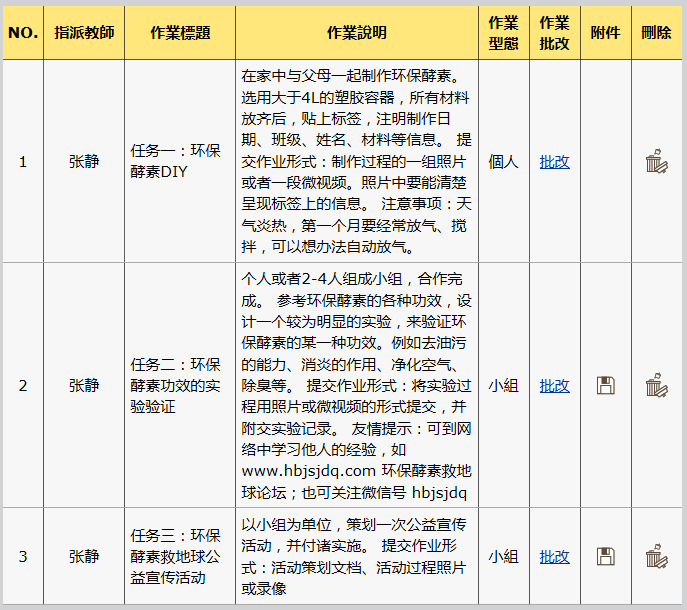 NO. 指派教師 作業標題 作業說明 作業型態 作業批改 附件 刪除
1 张静
任务一：环保
酵素DIY
在家中与父母一起制作环保酵素。
选用大于4L的塑胶容器，所有材料
放齐后，贴上标签，注明制作日
期、班级、姓名、材料等信息。 提
交作业形式：制作过程的一组照片
或者一段微视频。照片中要能清楚
呈现标签上的信息。 注意事项：天
气炎热，第一个月要经常放气、搅
拌，可以想办法自动放气。
個人 批改
2 张静
任务二：环保
酵素功效的实
验验证
个人或者2-4人组成小组，合作完
成。 参考环保酵素的各种功效，设
计一个较为明显的实验，来验证环
保酵素的某一种功效。例如去油污
的能力、消炎的作用、净化空气、
除臭等。 提交作业形式：将实验过
程用照片或微视频的形式提交，并
附交实验记录。 友情提示：可到网
络中学习他人的经验，如
www.hbjsjdq.com 环保酵素救地
球论坛；也可关注微信号 hbjsjdq
小組 批改
3 张静
任务三：环保
酵素救地球公
益宣传活动
以小组为单位，策划一次公益宣传
活动，并付诸实施。 提交作业形
式：活动策划文档、活动过程照片
或录像
小組 批改